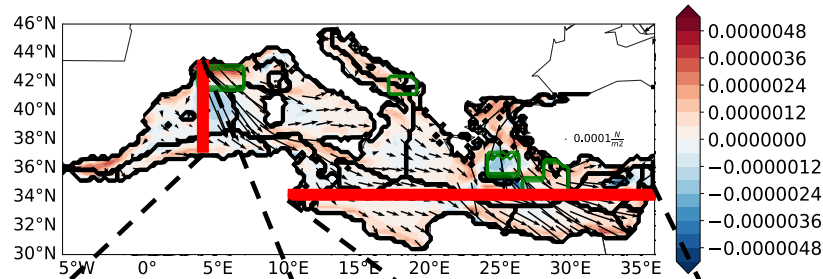 46°N
44°N
42°N
40°N
38°N
36°N
34°N
32°N
30°N
5°W 0° 5°E 10°E 15°E 20°E 25°E 30°E 35°E
0.0001 N/m2
0.0000048
0.0000036
0.0000024
0.0000012
0.0000000
−0.0000012
−0.0000024
−0.0000036
−0.0000048